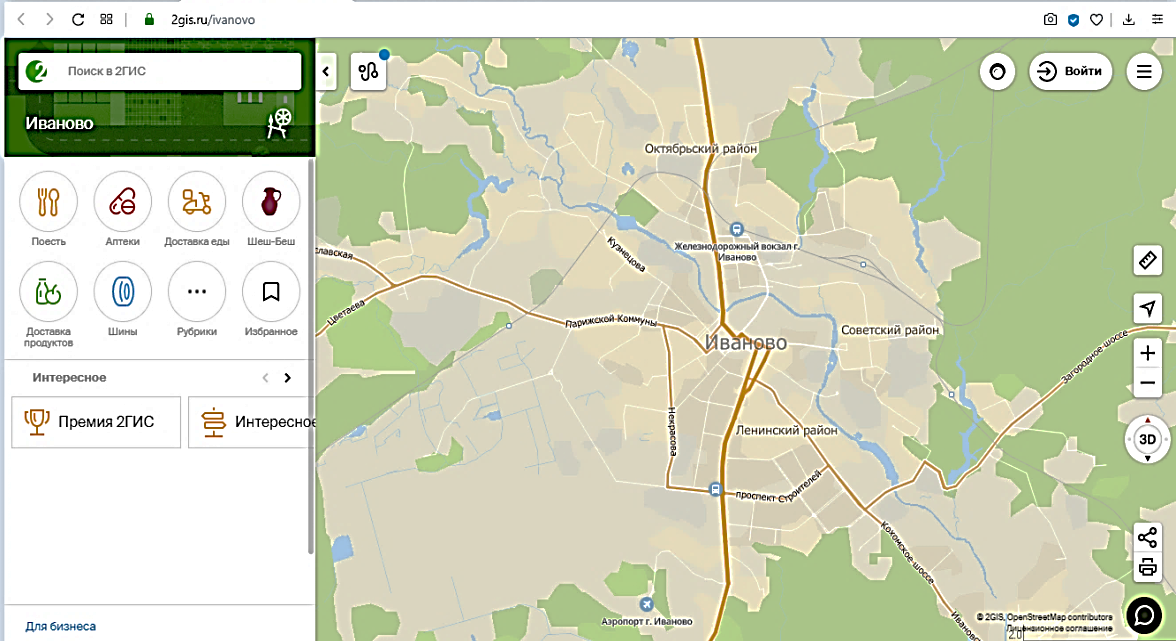 2gis.ru/ivanovo
Поиск в 2ГИС
Войти
Иваново
Поесть
Аптеки
Доставка еды
Шеш-Беш
Доставка
продуктов
Шины
Рубрики
Избранное
Интересное
Премия 2ГИС
Интересное
Для бизнеса
Октябрьский район
Железнодорожный вокзал г.
Иваново
Кузнецова
славская
Цветаева
Парижской Коммуны
Иваново
Советский район
Загородное шоссе
Некрасова
Ленинский район
3D
проспект Строителей
Кохомское шоссе
Аэропорт г. Иваново
© 2GIS, OpenStreetMap contributors
Лицензионное соглашение